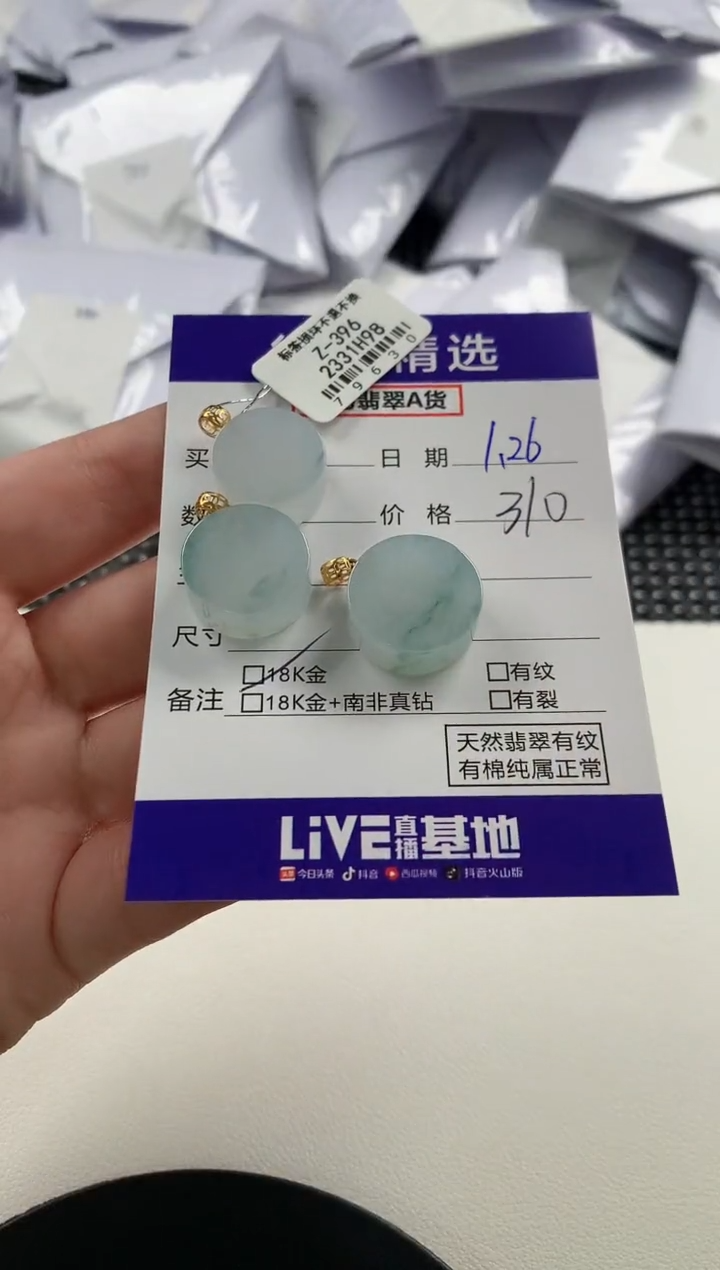 精选
标签损坏不退不换
Z-396
2331H98
79630
翡翠A货
买
日期 1.26
数
价格 310
尺寸
备注
18K金
有纹
18K金+南非真钻
有裂
天然翡翠有纹
有棉纯属正常
LiVE直播基地
头条 今日头条 抖音 西瓜视频 抖音火山版